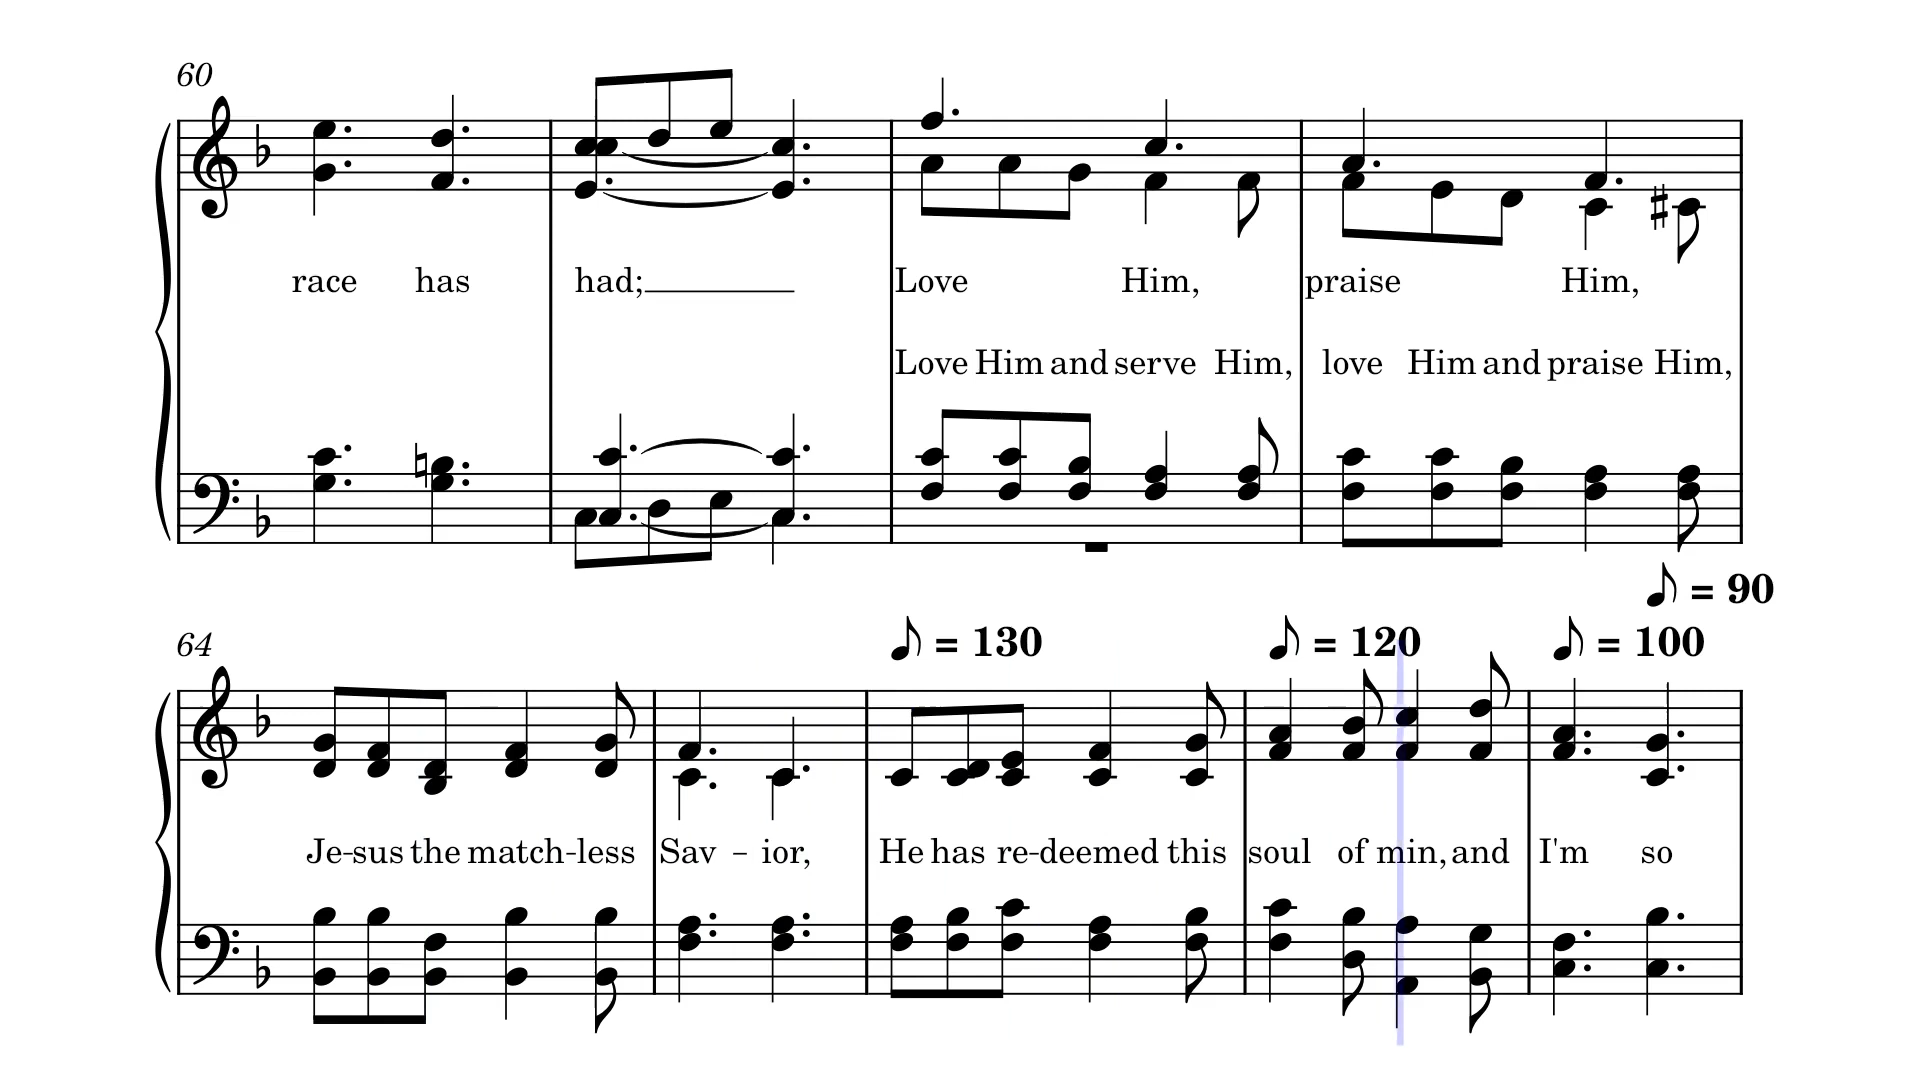 60
race has had; Love Him, praise Him,
Love Him and serve Him, love Him and praise Him,
= 90
64 = 130 = 120 = 100
Je-sus the match-less Sav - ior, He has re-deemed this soul of min, and I'm so